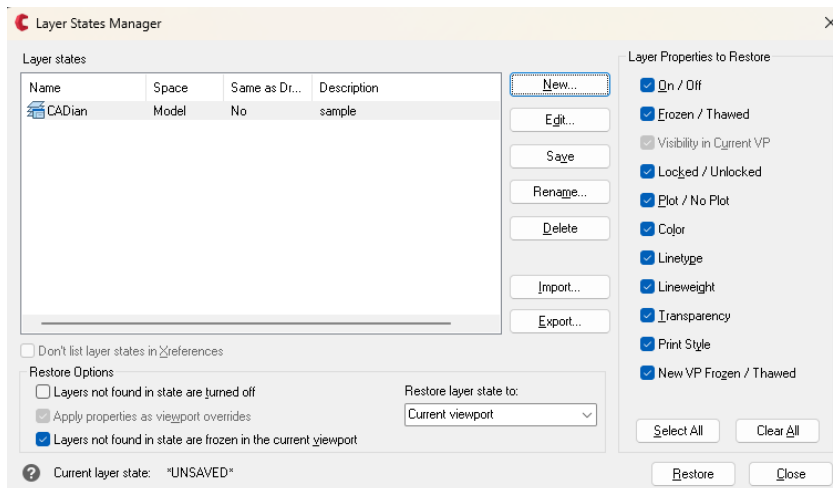 Layer States Manager
Layer states
Name Space Same as Dr... Description
CADian Model No sample
New...
Edit...
Save
Rename...
Delete
Import...
Export...
Don't list layer states in Xreferences
Restore Options
Layers not found in state are turned off
Apply properties as viewport overrides
Layers not found in state are frozen in the current viewport
Restore layer state to:
Current viewport
Current layer state: *UNSAVED*
Layer Properties to Restore
On / Off
Frozen / Thawed
Visibility in Current VP
Locked / Unlocked
Plot / No Plot
Color
Linetype
Lineweight
Transparency
Print Style
New VP Frozen / Thawed
Select All Clear All
Restore Close